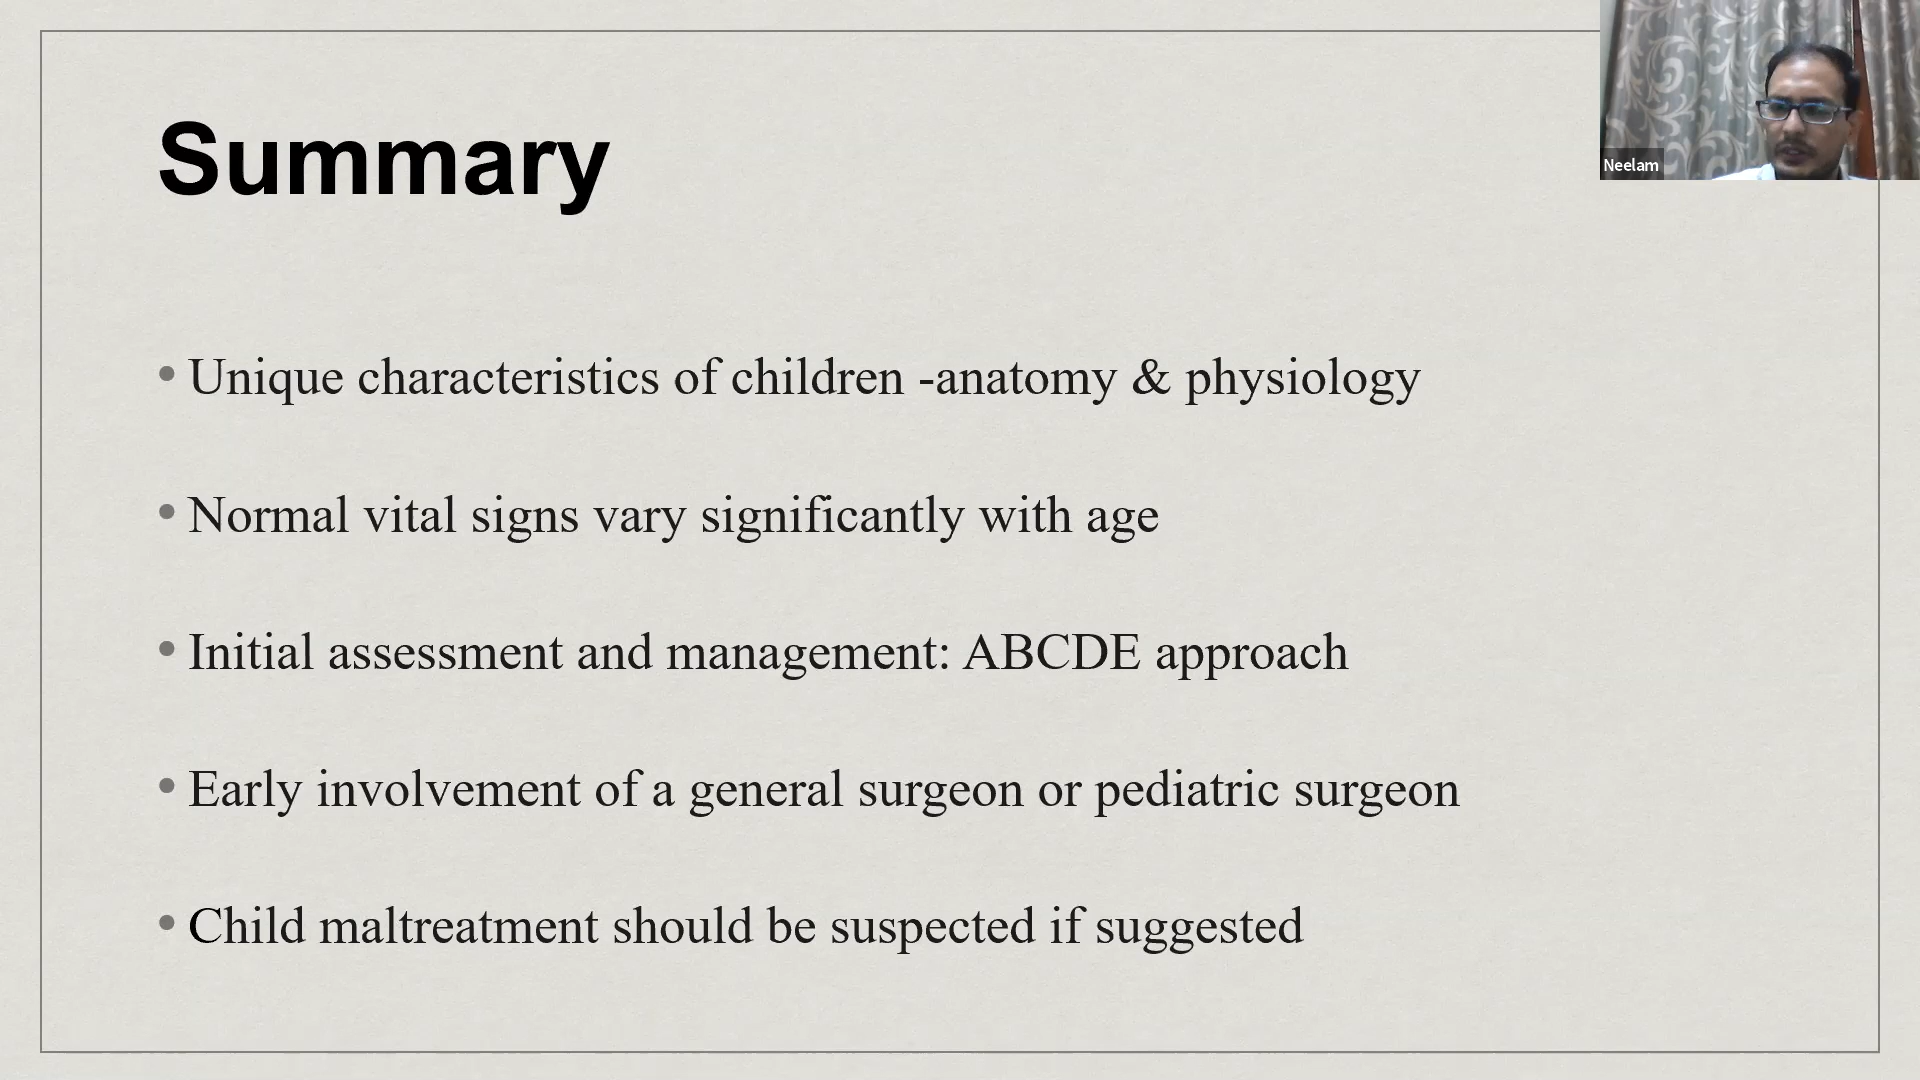 Summary
Neelam
• Unique characteristics of children -anatomy & physiology
• Normal vital signs vary significantly with age
• Initial assessment and management: ABCDE approach
• Early involvement of a general surgeon or pediatric surgeon
• Child maltreatment should be suspected if suggested